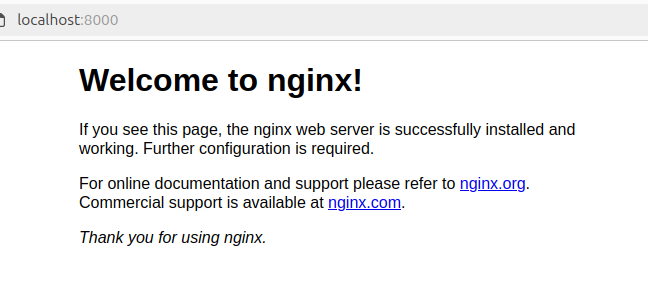 localhost:8000
Welcome to nginx!
If you see this page, the nginx web server is successfully installed and
working. Further configuration is required.
For online documentation and support please refer to nginx.org.
Commercial support is available at nginx.com.
Thank you for using nginx.